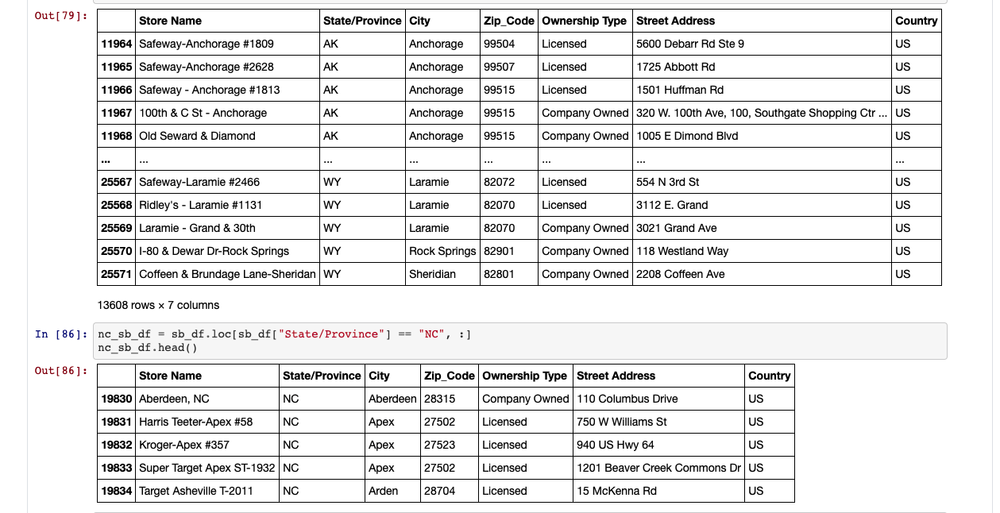 Out[79]:
Store Name State/Province City Zip_Code Ownership Type Street Address Country
11964 Safeway-Anchorage #1809 AK Anchorage 99504 Licensed 5600 Debarr Rd Ste 9 US
11965 Safeway-Anchorage #2628 AK Anchorage 99507 Licensed 1725 Abbott Rd US
11966 Safeway - Anchorage #1813 AK Anchorage 99515 Licensed 1501 Huffman Rd US
11967 100th & C St - Anchorage AK Anchorage 99515 Company Owned 320 W. 100th Ave, 100, Southgate Shopping Ctr ... US
11968 Old Seward & Diamond AK Anchorage 99515 Company Owned 1005 E Dimond Blvd US
... ... ... ... ... ... ... ...
25567 Safeway-Laramie #2466 WY Laramie 82072 Licensed 554 N 3rd St US
25568 Ridley's - Laramie #1131 WY Laramie 82070 Licensed 3112 E. Grand US
25569 Laramie - Grand & 30th WY Laramie 82070 Company Owned 3021 Grand Ave US
25570 I-80 & Dewar Dr-Rock Springs WY Rock Springs 82901 Company Owned 118 Westland Way US
25571 Coffeen & Brundage Lane-Sheridan WY Sheridian 82801 Company Owned 2208 Coffeen Ave US
13608 rows × 7 columns
In [86]: nc_sb_df = sb_df.loc[sb_df["State/Province"] == "NC", :]
nc_sb_df.head()
Out[86]:
Store Name State/Province City Zip_Code Ownership Type Street Address Country
19830 Aberdeen, NC NC Aberdeen 28315 Company Owned 110 Columbus Drive US
19831 Harris Teeter-Apex #58 NC Apex 27502 Licensed 750 W Williams St US
19832 Kroger-Apex #357 NC Apex 27523 Licensed 940 US Hwy 64 US
19833 Super Target Apex ST-1932 NC Apex 27502 Licensed 1201 Beaver Creek Commons Dr US
19834 Target Asheville T-2011 NC Arden 28704 Licensed 15 McKenna Rd US